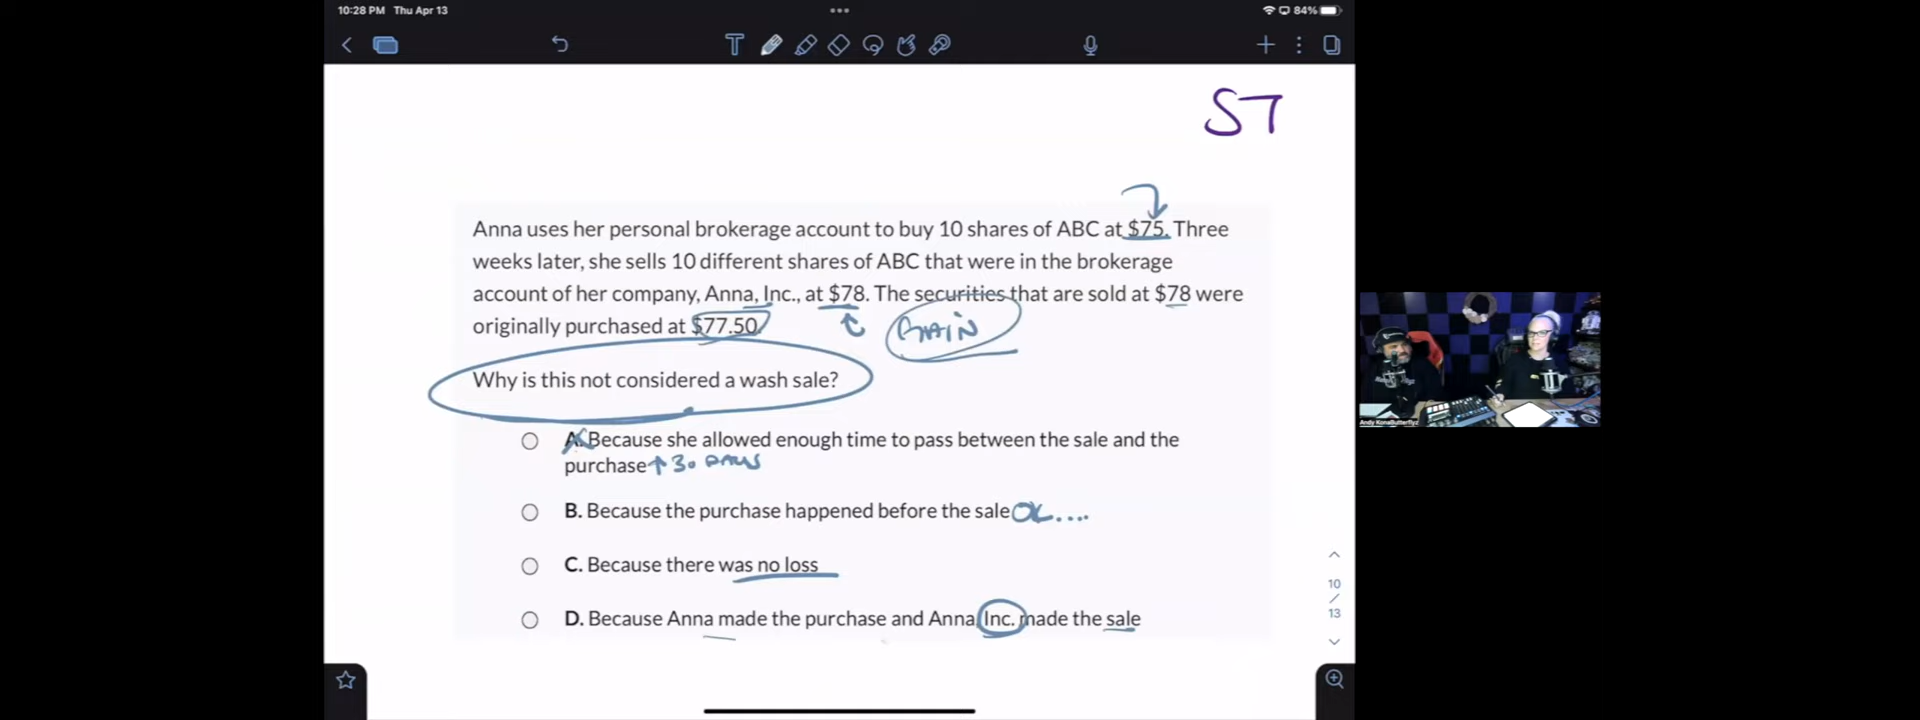 10:28 PM Thu Apr 13
84%
ST
Anna uses her personal brokerage account to buy 10 shares of ABC at $75. Three
weeks later, she sells 10 different shares of ABC that were in the brokerage
account of her company, Anna, Inc., at $78. The securities that are sold at $78 were
originally purchased at $77.50.
GAIN
Why is this not considered a wash sale?
A. Because she allowed enough time to pass between the sale and the
purchase ↑ 30 DAYS
B. Because the purchase happened before the sale OK....
C. Because there was no loss
D. Because Anna made the purchase and Anna, Inc. made the sale
10
/
13
Andy KonaButterflyz